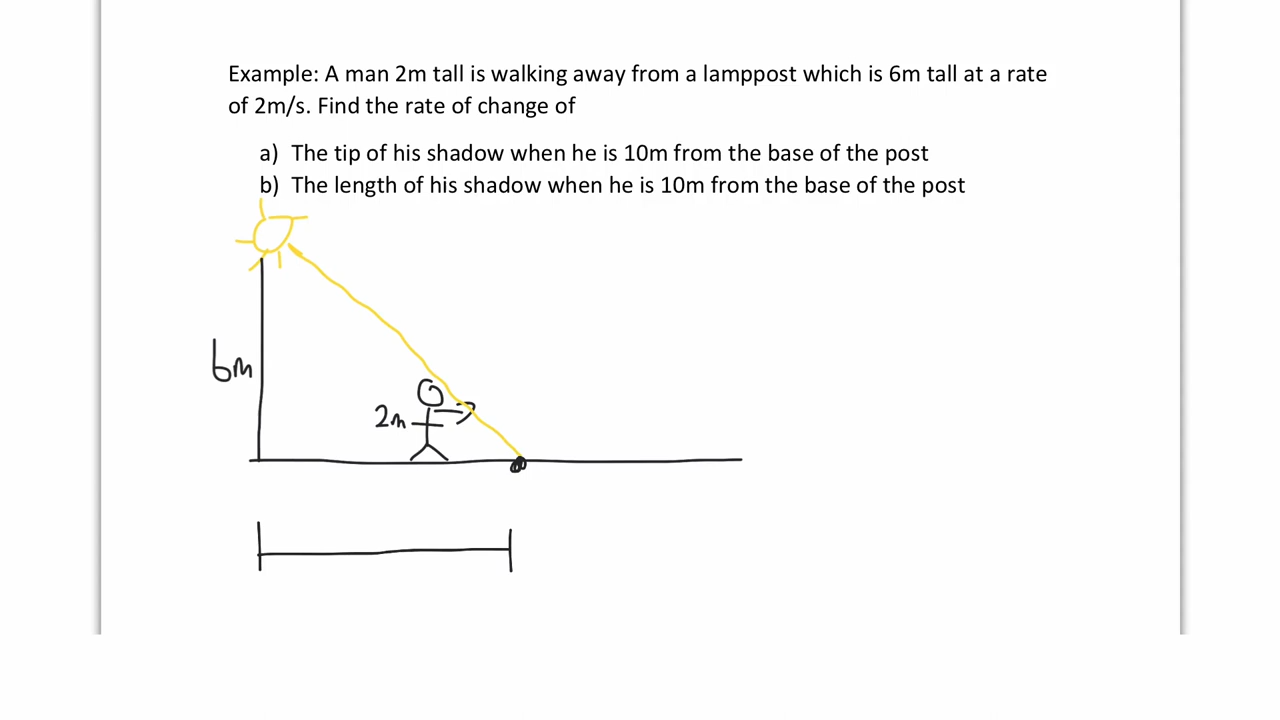 Example: A man 2m tall is walking away from a lamppost which is 6m tall at a rate
of 2m/s. Find the rate of change of
a) The tip of his shadow when he is 10m from the base of the post
b) The length of his shadow when he is 10m from the base of the post
6m
2m